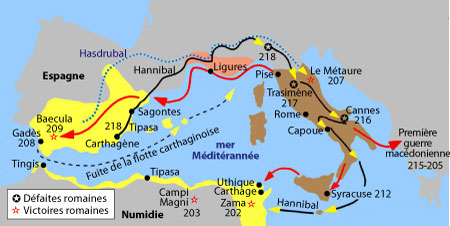 Hasdrubal
Espagne
Hannibal
218
Ligures
Le Métaure
207
Pise
Trasimène
217
Baecula
209
Sagontes
218
Tipasa
Rome
Cannes
216
Capoue
Gadès
208
Carthagène
Fuite de la flotte carthaginoise
mer
Méditérannée
Première
guerre
macédonienne
215-205
Tingis
Tipasa
Uthique
Carthage
Syracuse 212
Défaites romaines
Victoires romaines
Campi
Magni
203
Zama
202
Hannibal
Numidie